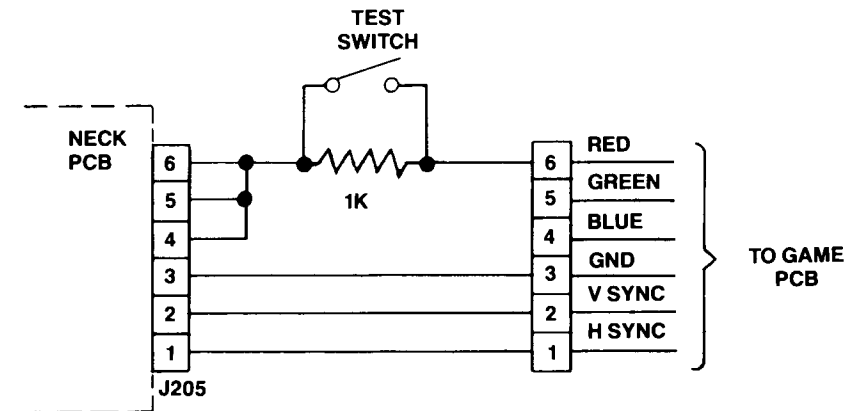 TEST
SWITCH
NECK
PCB
1K
6
5
4
3
2
1
J205
6
5
4
3
2
1
RED
GREEN
BLUE
GND
V SYNC
H SYNC
TO GAME
PCB